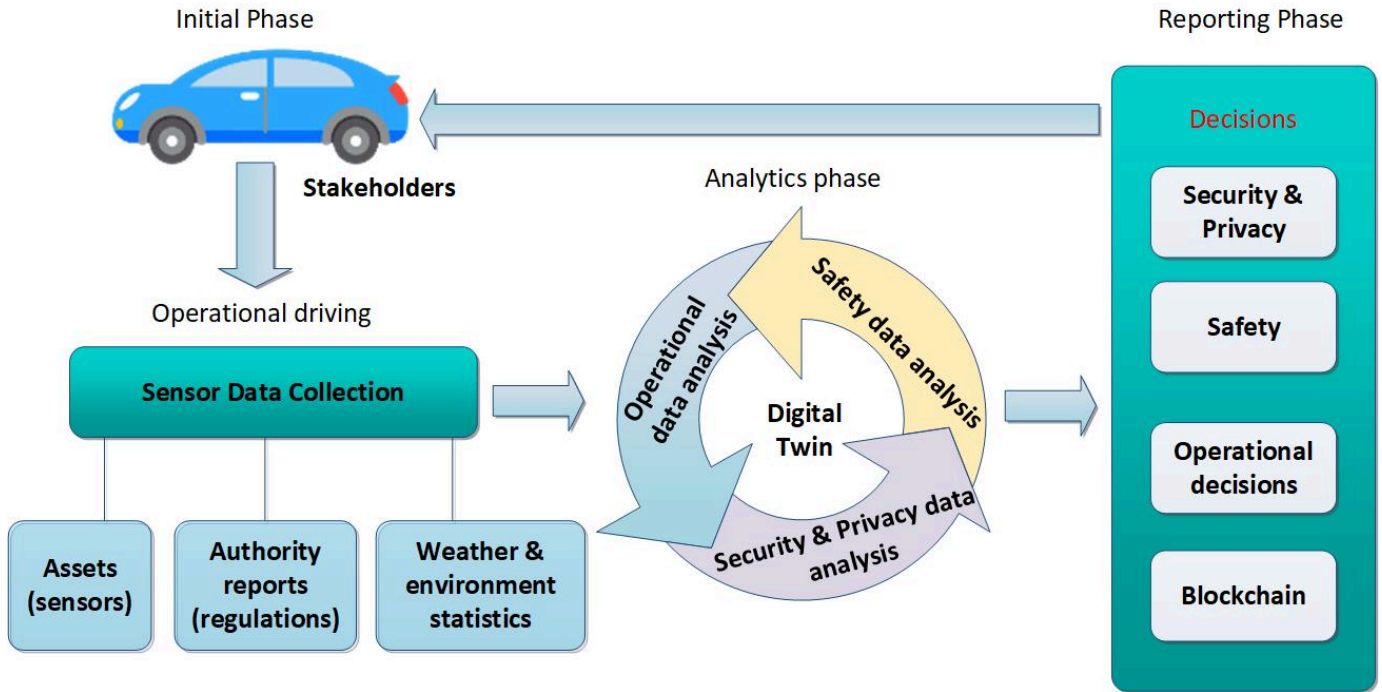 Initial Phase
Reporting Phase
Decisions
Stakeholders
Analytics phase
Security &
Privacy
Operational driving
Safety
Sensor Data Collection
Operational
data analysis
Safety data analysis
Digital
Twin
Security & Privacy data
analysis
Operational
decisions
Assets
(sensors)
Authority
reports
(regulations)
Weather &
environment
statistics
Blockchain